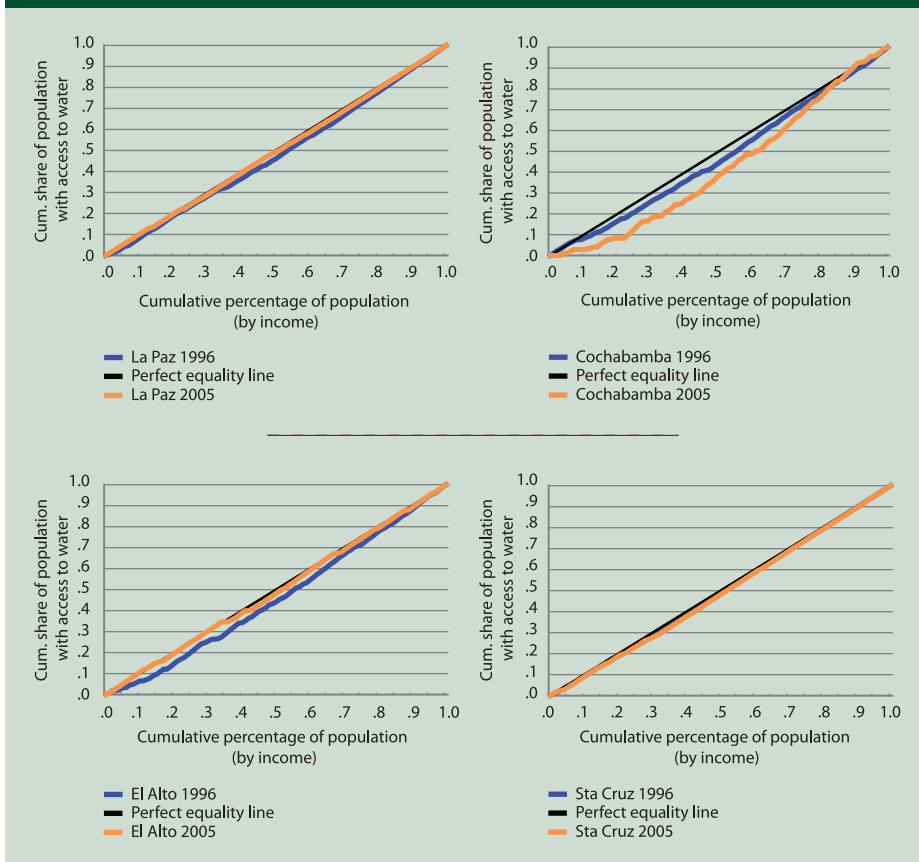 1.0
.9
.8
.7
.6
.5
.4
.3
.2
.1
.0
Cum. share of population
with access to water
.0 .1 .2 .3 .4 .5 .6 .7 .8 .9 1.0
Cumulative percentage of population
(by income)
La Paz 1996
Perfect equality line
La Paz 2005
1.0
.9
.8
.7
.6
.5
.4
.3
.2
.1
.0
Cum. share of population
with access to water
.0 .1 .2 .3 .4 .5 .6 .7 .8 .9 1.0
Cumulative percentage of population
(by income)
Cochabamba 1996
Perfect equality line
Cochabamba 2005
1.0
.9
.8
.7
.6
.5
.4
.3
.2
.1
.0
Cum. share of population
with access to water
.0 .1 .2 .3 .4 .5 .6 .7 .8 .9 1.0
Cumulative percentage of population
(by income)
El Alto 1996
Perfect equality line
El Alto 2005
1.0
.9
.8
.7
.6
.5
.4
.3
.2
.1
.0
Cum. share of population
with access to water
.0 .1 .2 .3 .4 .5 .6 .7 .8 .9 1.0
Cumulative percentage of population
(by income)
Sta Cruz 1996
Perfect equality line
Sta Cruz 2005